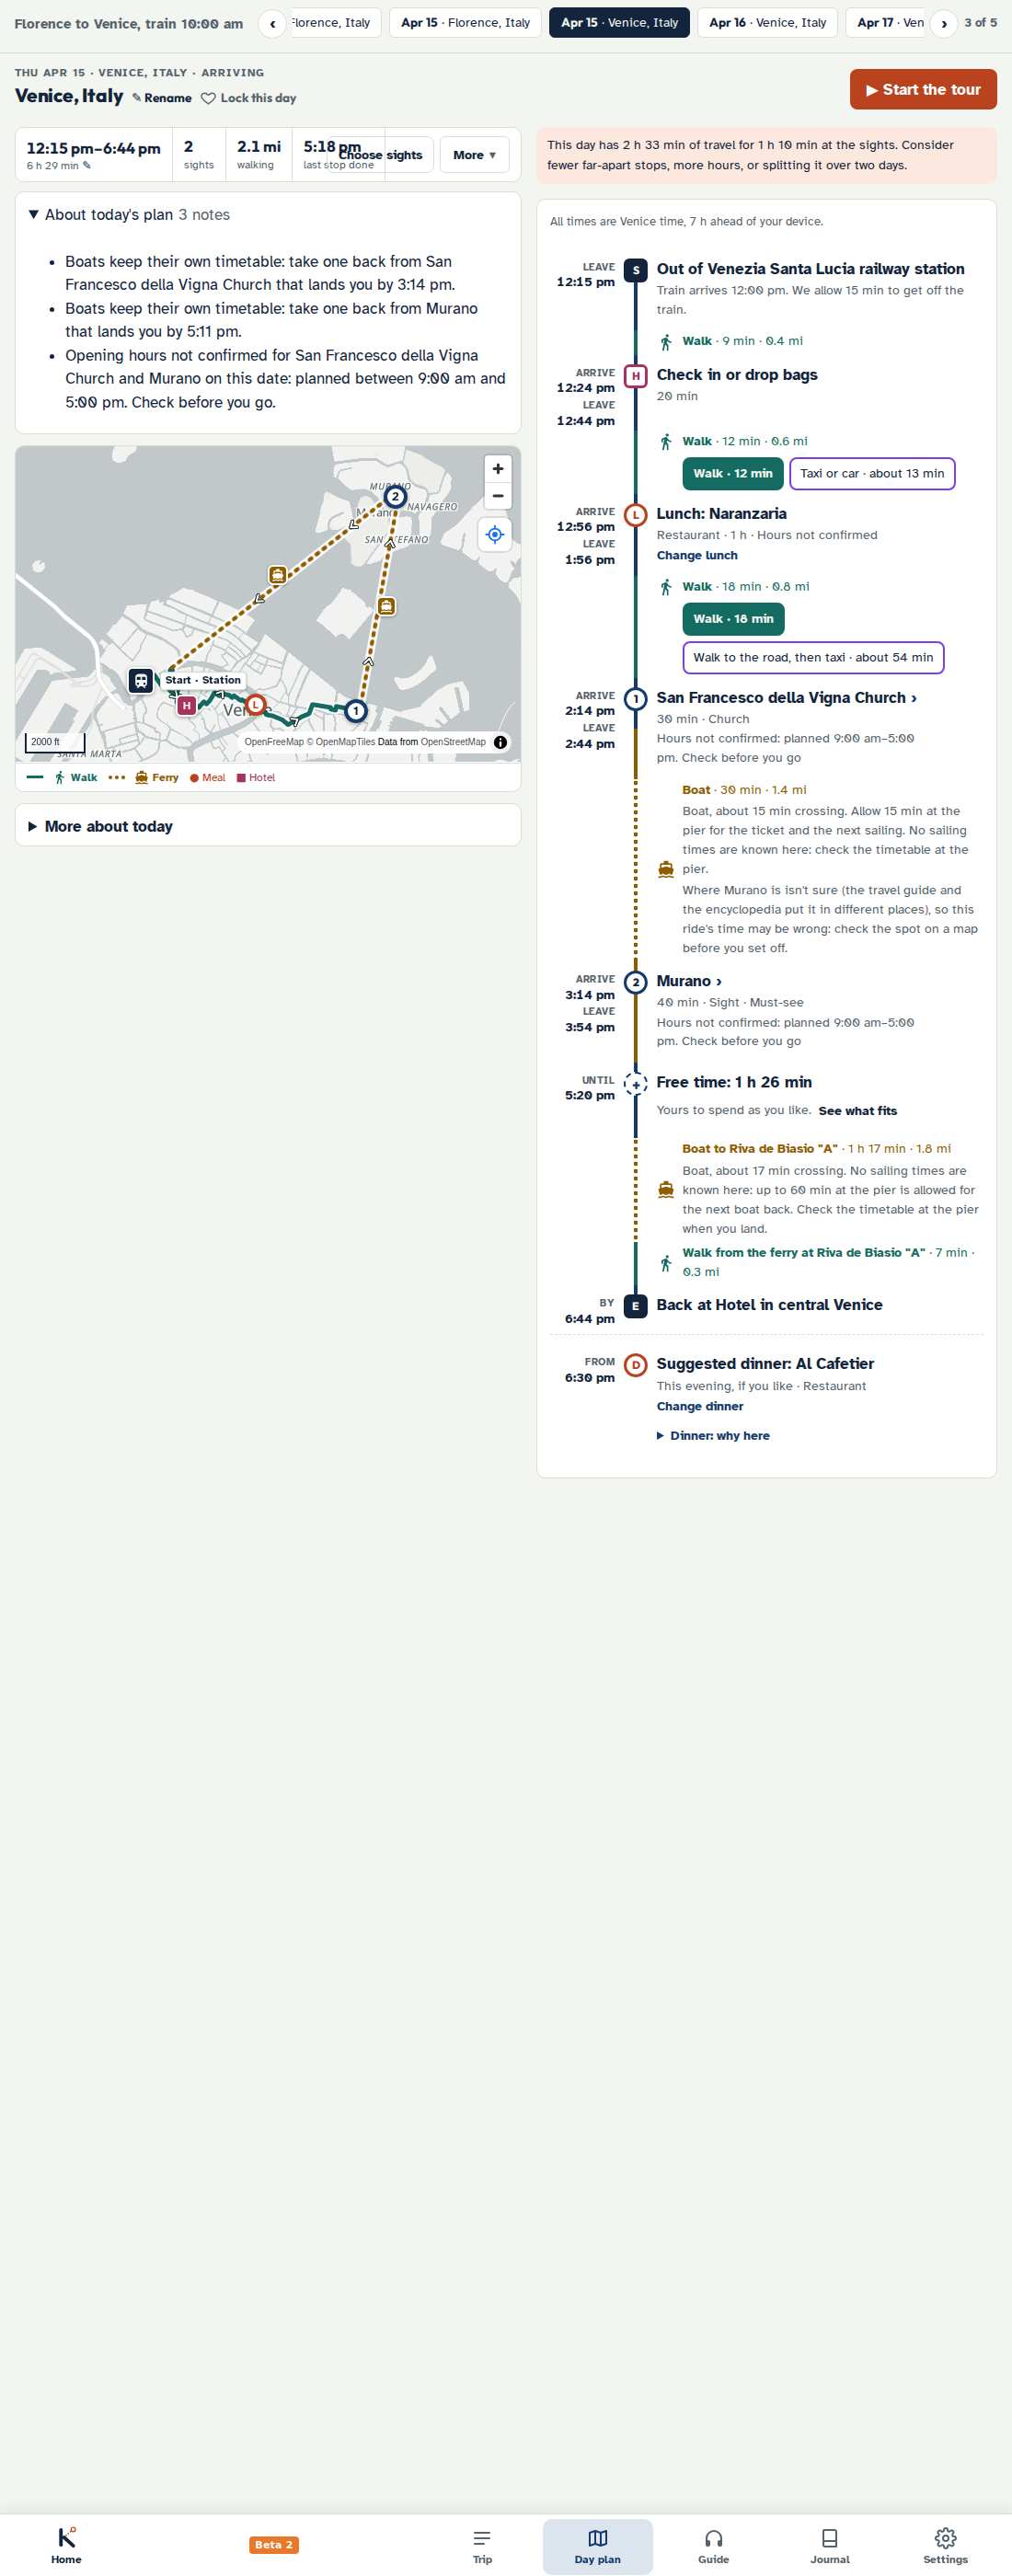 Florence to Venice, train 10:00 am
‹
Florence, Italy
Apr 15 · Florence, Italy
Apr 15 · Venice, Italy
Apr 16 · Venice, Italy
Apr 17 · Ven
›
3 of 5
THU APR 15 · VENICE, ITALY · ARRIVING
Venice, Italy ✎ Rename Lock this day
▶ Start the tour
12:15 pm–6:44 pm
6 h 29 min ✎
2
sights
2.1 mi
walking
5:18 pm
last stop done
Choose sights
More ▼
▼ About today's plan 3 notes
• Boats keep their own timetable: take one back from San
Francesco della Vigna Church that lands you by 3:14 pm.
• Boats keep their own timetable: take one back from Murano
that lands you by 5:11 pm.
• Opening hours not confirmed for San Francesco della Vigna
Church and Murano on this date: planned between 9:00 am and
5:00 pm. Check before you go.
MURANO
2
NAVAGERO
Murano
SAN STEFANO
+
−
Start · Station
H
L
1
2000 ft
SANTA MARTA
OpenFreeMap © OpenMapTiles Data from OpenStreetMap
Walk
Ferry
Meal
Hotel
▶ More about today
This day has 2 h 33 min of travel for 1 h 10 min at the sights. Consider
fewer far-apart stops, more hours, or splitting it over two days.
All times are Venice time, 7 h ahead of your device.
LEAVE
12:15 pm
S
Out of Venezia Santa Lucia railway station
Train arrives 12:00 pm. We allow 15 min to get off the
train.
Walk · 9 min · 0.4 mi
ARRIVE
12:24 pm
LEAVE
12:44 pm
H
Check in or drop bags
20 min
Walk · 12 min · 0.6 mi
Walk · 12 min
Taxi or car · about 13 min
ARRIVE
12:56 pm
LEAVE
1:56 pm
L
Lunch: Naranzaria
Restaurant · 1 h · Hours not confirmed
Change lunch
Walk · 18 min · 0.8 mi
Walk · 18 min
Walk to the road, then taxi · about 54 min
ARRIVE
2:14 pm
LEAVE
2:44 pm
1
San Francesco della Vigna Church ›
30 min · Church
Hours not confirmed: planned 9:00 am–5:00
pm. Check before you go
Boat · 30 min · 1.4 mi
Boat, about 15 min crossing. Allow 15 min at the
pier for the ticket and the next sailing. No sailing
times are known here: check the timetable at the
pier.
Where Murano is isn't sure (the travel guide and
the encyclopedia put it in different places), so this
ride's time may be wrong: check the spot on a map
before you set off.
ARRIVE
3:14 pm
LEAVE
3:54 pm
2
Murano ›
40 min · Sight · Must-see
Hours not confirmed: planned 9:00 am–5:00
pm. Check before you go
UNTIL
5:20 pm
+
Free time: 1 h 26 min
Yours to spend as you like. See what fits
Boat to Riva de Biasio "A" · 1 h 17 min · 1.8 mi
Boat, about 17 min crossing. No sailing times are
known here: up to 60 min at the pier is allowed for
the next boat back. Check the timetable at the pier
when you land.
Walk from the ferry at Riva de Biasio "A" · 7 min ·
0.3 mi
BY
6:44 pm
E
Back at Hotel in central Venice
FROM
6:30 pm
D
Suggested dinner: Al Cafetier
This evening, if you like · Restaurant
Change dinner
▶ Dinner: why here
Home
Beta 2
Trip
Day plan
Guide
Journal
Settings